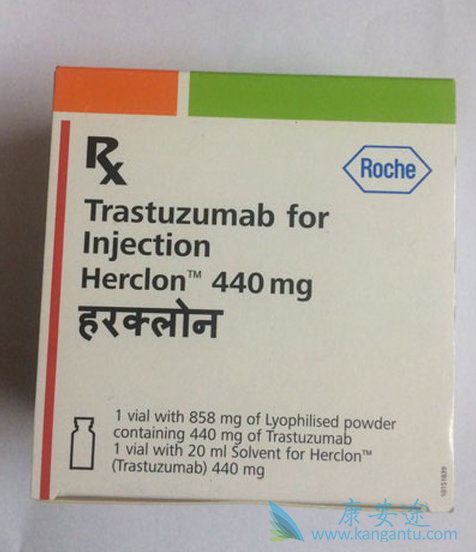 Rx
Roche
Trastuzumab for
Injection
Herclon™ 440 mg
हरक्लोन
1 vial with 858 mg of Lyophilised powder
containing 440 mg of Trastuzumab
1 vial with 20 ml Solvent for Herclon™
(Trastuzumab) 440 mg
10151839
康安途
www.kangantu.com